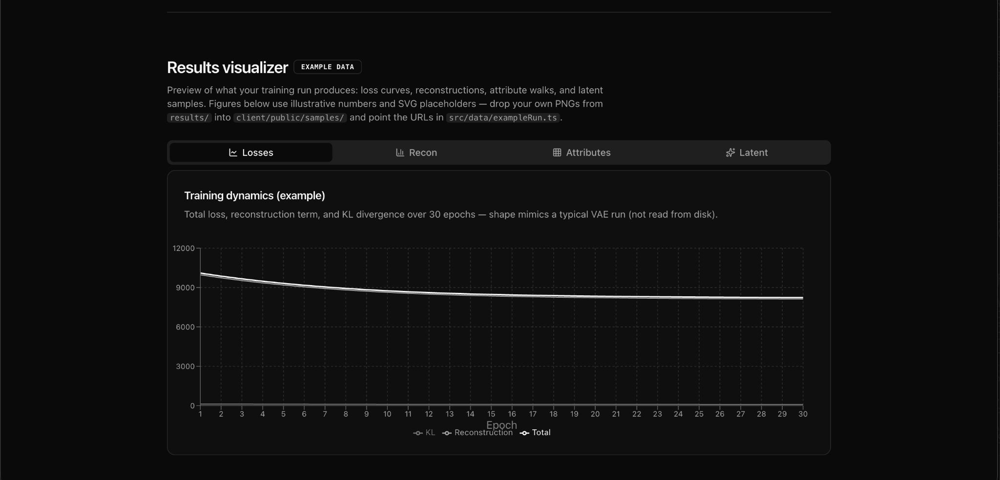 Results visualizer EXAMPLE DATA
Preview of what your training run produces: loss curves, reconstructions, attribute walks, and latent
samples. Figures below use illustrative numbers and SVG placeholders — drop your own PNGs from
results/ into client/public/samples/ and point the URLs in src/data/exampleRun.ts.
Losses Recon Attributes Latent
Training dynamics (example)
Total loss, reconstruction term, and KL divergence over 30 epochs — shape mimics a typical VAE run (not read from disk).
12000
9000
6000
3000
0
1 2 3 4 5 6 7 8 9 10 11 12 13 14 15 16 17 18 19 20 21 22 23 24 25 26 27 28 29 30
Epoch
KL Reconstruction Total